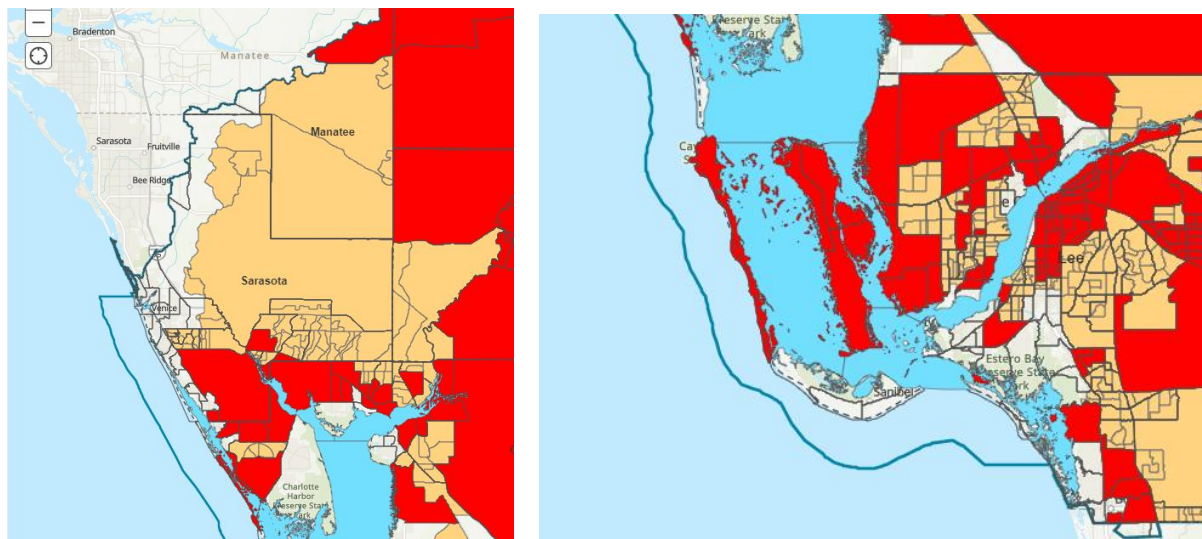 Bradenton
Manatee
Manatee
Sarasota
Fruitville
Bee Ridge
Sarasota
Venice
Charlotte
Harbor
Preserve State
Park
Preserve State
Park
Lee
Estero Bay
Preserve State
Park
Sanibel